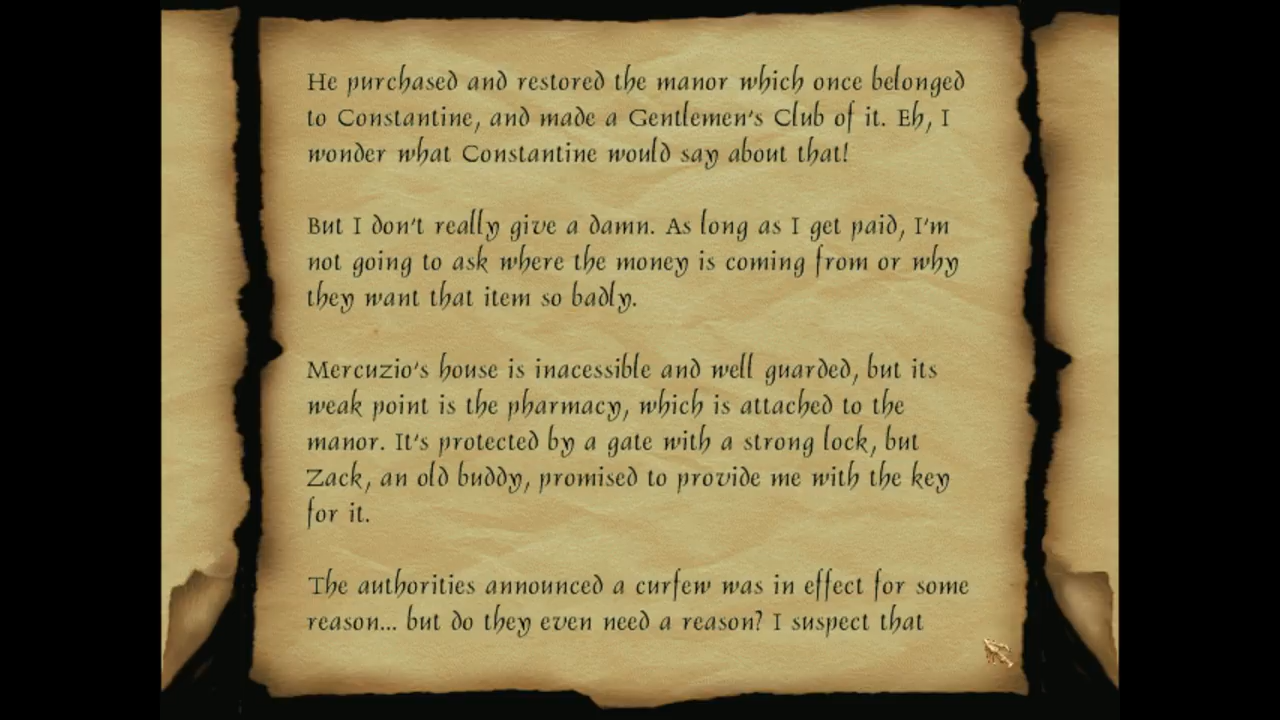 He purchased and restored the manor which once belonged
to Constantine, and made a Gentlemen's Club of it. Eh, I
wonder what Constantine would say about that!
But I don't really give a damn. As long as I get paid, I'm
not going to ask where the money is coming from or why
they want that item so badly.
Mercuzio's house is inacessible and well guarded, but its
weak point is the pharmacy, which is attached to the
manor. It's protected by a gate with a strong lock, but
Zack, an old buddy, promised to provide me with the key
for it.
The authorities announced a curfew was in effect for some
reason... but do they even need a reason? I suspect that